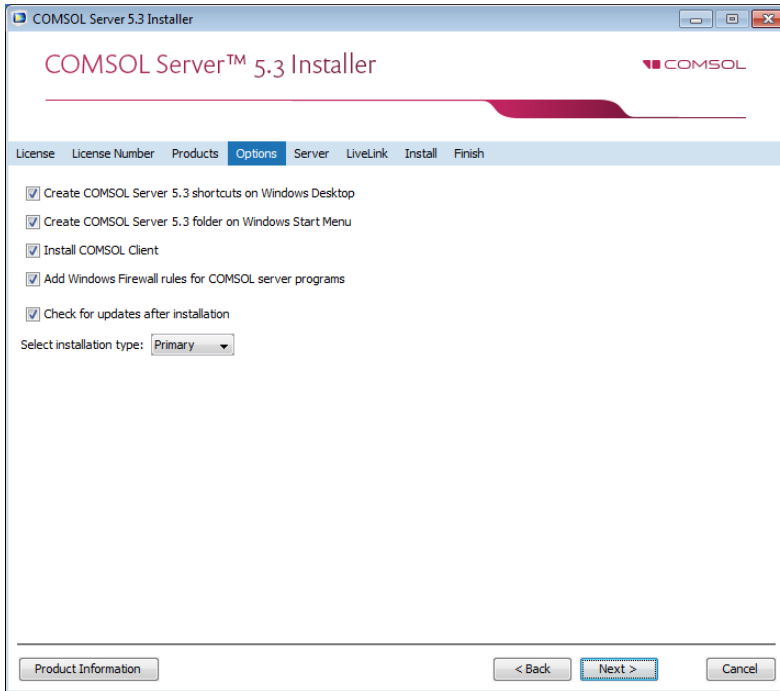 COMSOL Server 5.3 Installer
COMSOL Server™ 5.3 Installer
COMSOL
License License Number Products Options Server LiveLink Install Finish
Create COMSOL Server 5.3 shortcuts on Windows Desktop
Create COMSOL Server 5.3 folder on Windows Start Menu
Install COMSOL Client
Add Windows Firewall rules for COMSOL server programs
Check for updates after installation
Select installation type: Primary
Product Information < Back Next > Cancel